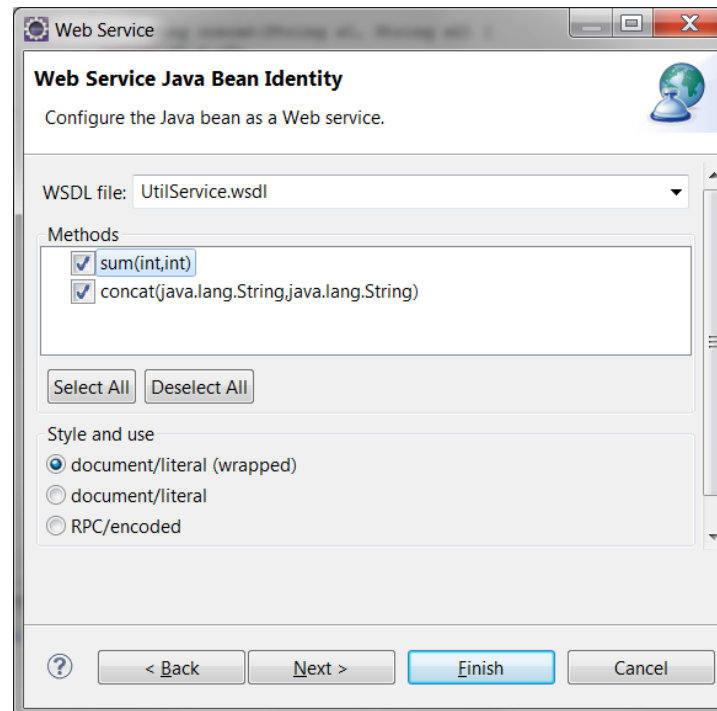 Web Service
Web Service Java Bean Identity
Configure the Java bean as a Web service.
WSDL file: UtilService.wsdl
Methods
sum(int,int)
concat(java.lang.String,java.lang.String)
Select All Deselect All
Style and use
document/literal (wrapped)
document/literal
RPC/encoded
? < Back Next > Finish Cancel